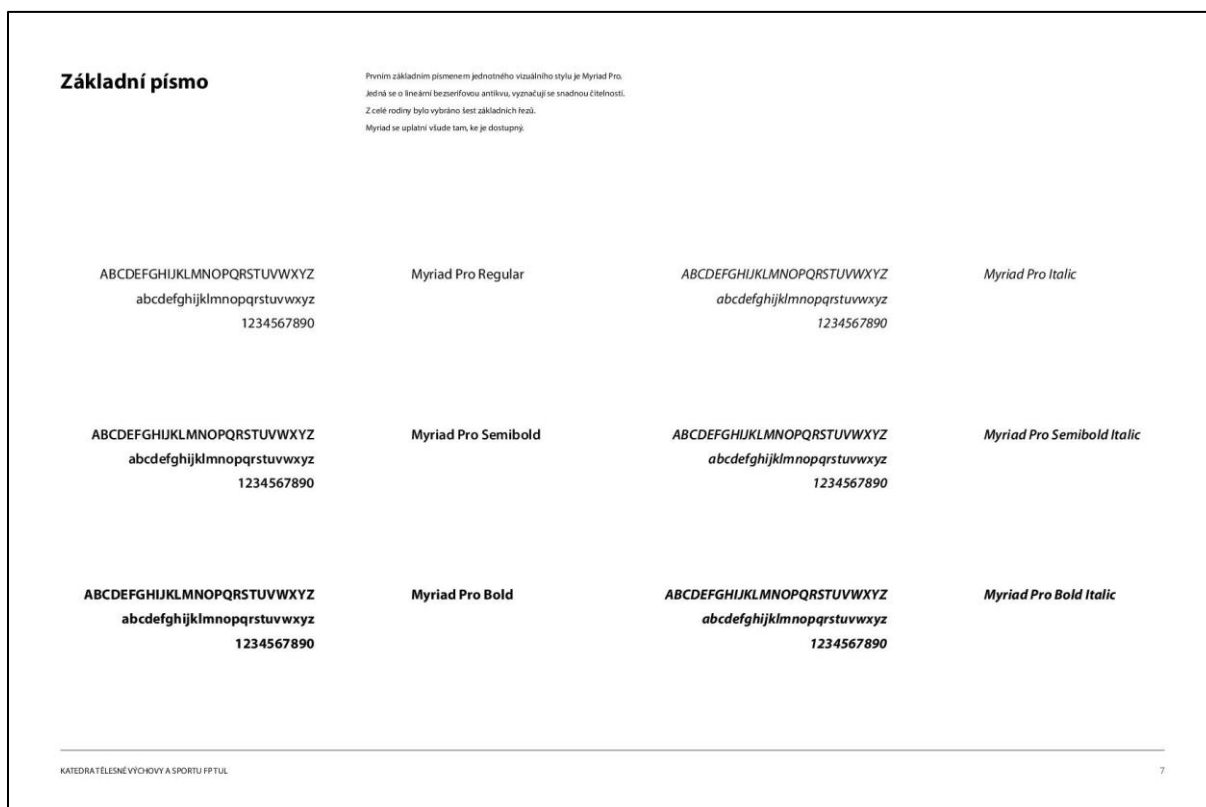 Základní písmo
Prvním základním písmenem jednotného vizuálního stylu je Myriad Pro.
Jedná se o lineární bezserifovou antikvu, vyznačují se snadnou čitelností.
Z celé rodiny bylo vybráno šest základních řezů.
Myriad se uplatní všude tam, ke je dostupný.
ABCDEFGHIJKLMNOPQRSTUVWXYZ
abcdefghijklmnopqrstuvwxyz
1234567890
Myriad Pro Regular
ABCDEFGHIJKLMNOPQRSTUVWXYZ
abcdefghijklmnopqrstuvwxyz
1234567890
Myriad Pro Italic
ABCDEFGHIJKLMNOPQRSTUVWXYZ
abcdefghijklmnopqrstuvwxyz
1234567890
Myriad Pro Semibold
ABCDEFGHIJKLMNOPQRSTUVWXYZ
abcdefghijklmnopqrstuvwxyz
1234567890
Myriad Pro Semibold Italic
ABCDEFGHIJKLMNOPQRSTUVWXYZ
abcdefghijklmnopqrstuvwxyz
1234567890
Myriad Pro Bold
ABCDEFGHIJKLMNOPQRSTUVWXYZ
abcdefghijklmnopqrstuvwxyz
1234567890
Myriad Pro Bold Italic
KATEDRA TĚLESNÉ VÝCHOVY A SPORTU FP TUL
7